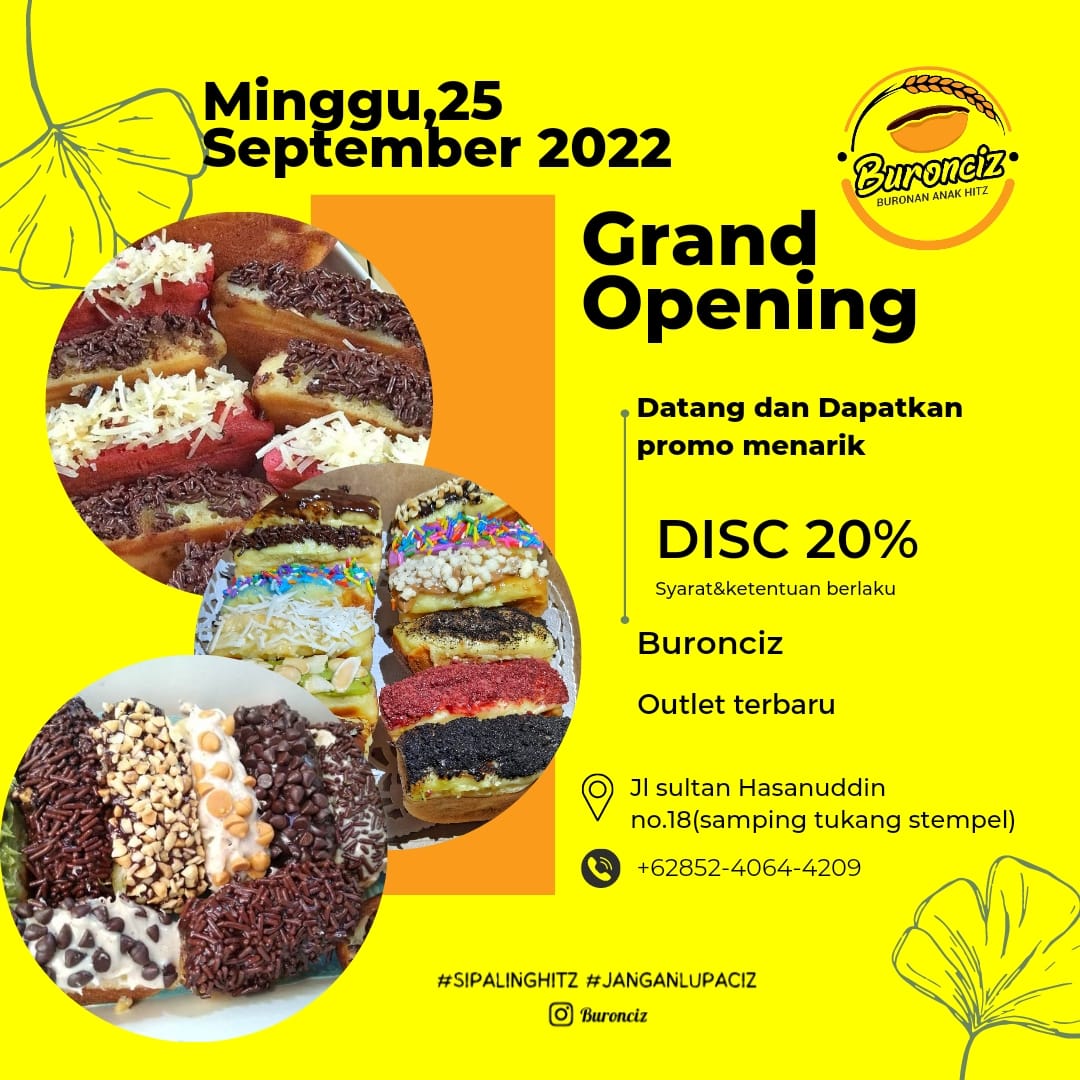 Minggu,25
September 2022
Buronciz
BURONAN ANAK HITZ
Grand
Opening
Datang dan Dapatkan
promo menarik
DISC 20%
Syarat&ketentuan berlaku
Buronciz
Outlet terbaru
Jl sultan Hasanuddin
no.18(samping tukang stempel)
+62852-4064-4209
#SIPALINGHITZ #JANGANLUPACIZ
Buronciz